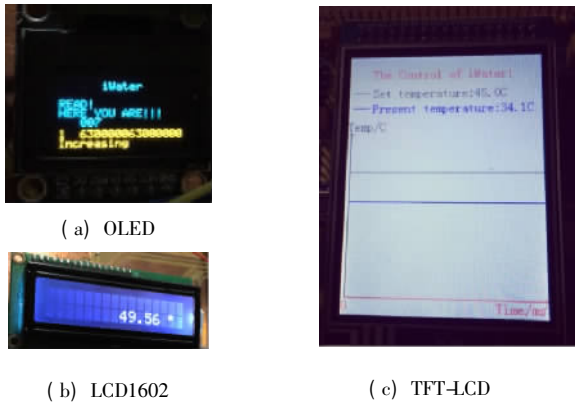 iWater
READ!
HERE YOU ARE!!!
007
Increasing
( a) OLED
49.56
( b) LCD1602
The Control of iWater!
Set temperature:45.0C
Present temperature:34.1C
Temp/C
Time/ms
( c) TFT-LCD